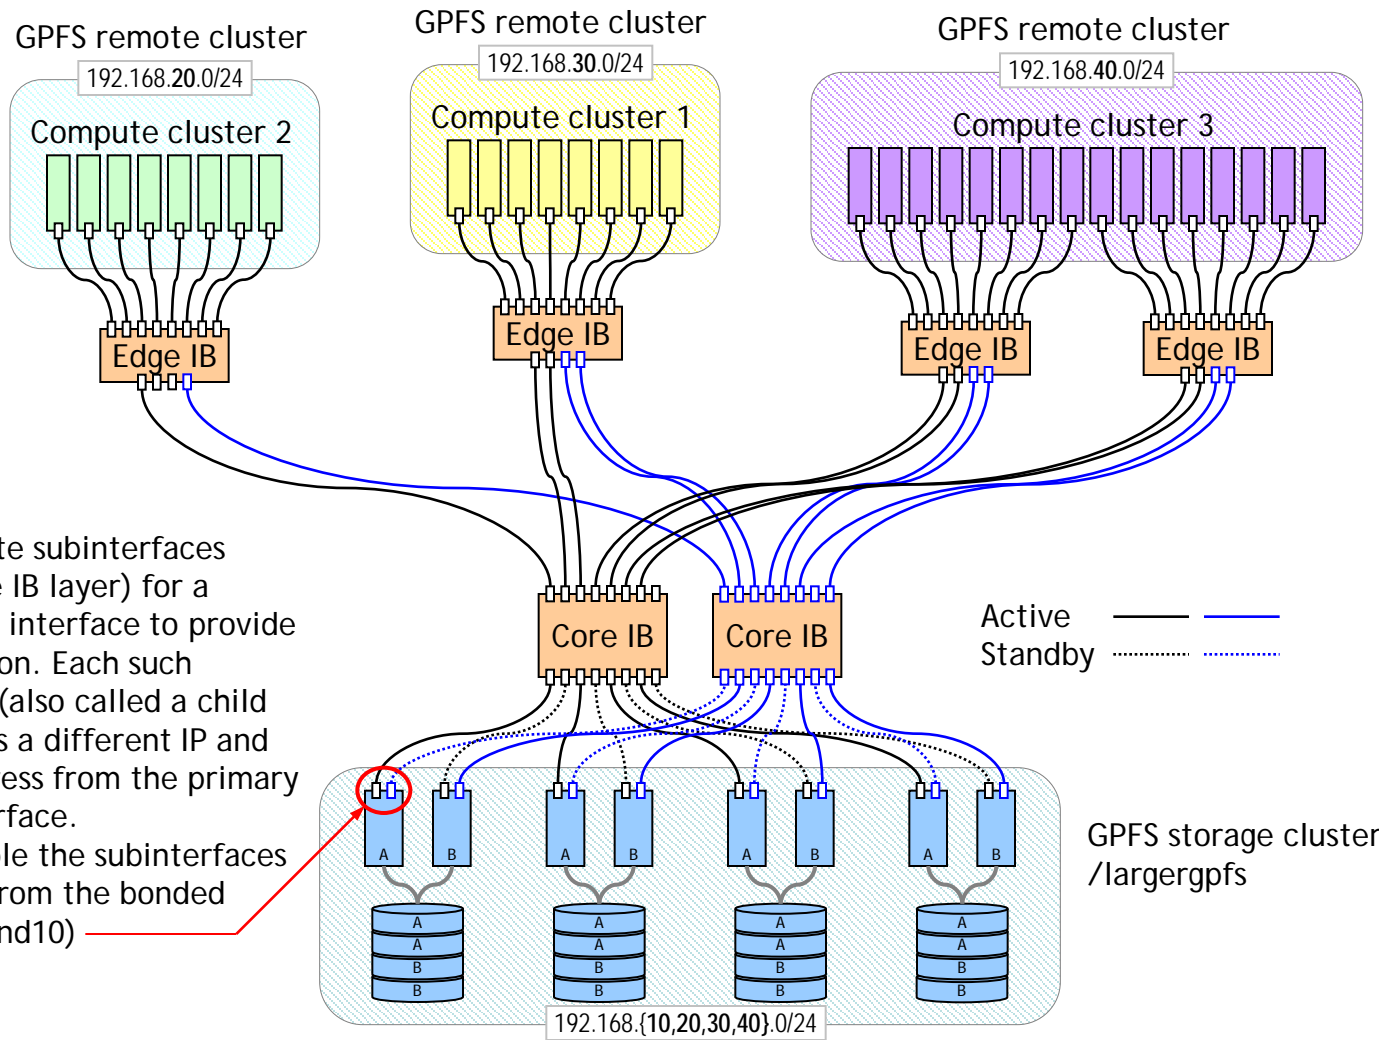 GPFS remote cluster
192.168.20.0/24
Compute cluster 2
GPFS remote cluster
192.168.30.0/24
Compute cluster 1
GPFS remote cluster
192.168.40.0/24
Compute cluster 3
Edge IB
Edge IB
Edge IB
Edge IB
te subinterfaces
e IB layer) for a
interface to provide
on. Each such
(also called a child
s a different IP and
ress from the primary
rface.
ple the subinterfaces
from the bonded
nd10)
Core IB
Core IB
Active
Standby
A B A B A B A B
A A A A
A A A A
B B B B
B B B B
GPFS storage cluster
/largergpfs
192.168.{10,20,30,40}.0/24